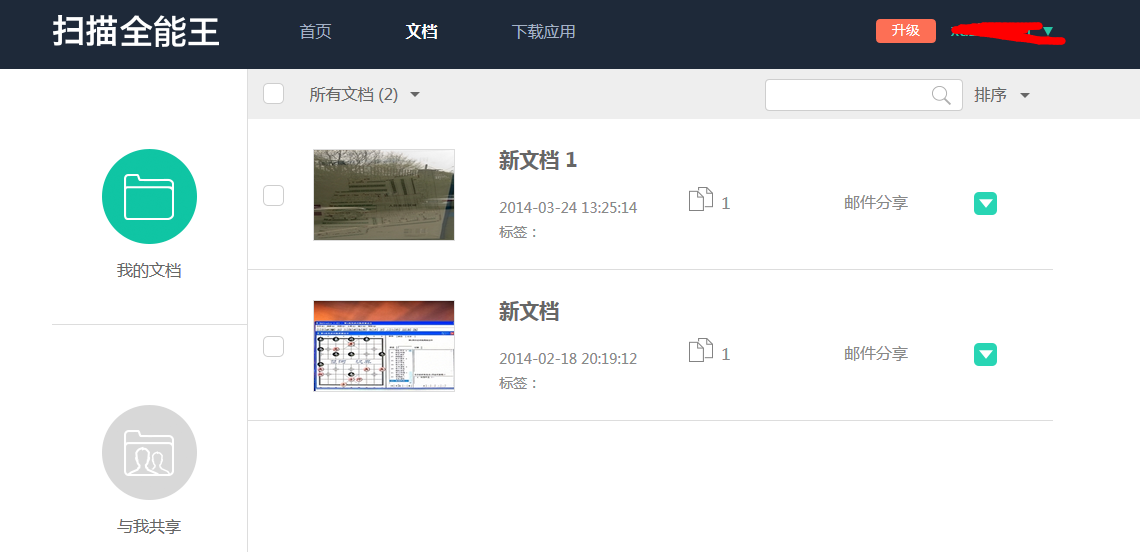 扫描全能王
首页
文档
下载应用
升级
所有文档 (2)
排序
新文档 1
2014-03-24 13:25:14
标签：
1
邮件分享
新文档
2014-02-18 20:19:12
标签：
1
邮件分享
我的文档
与我共享